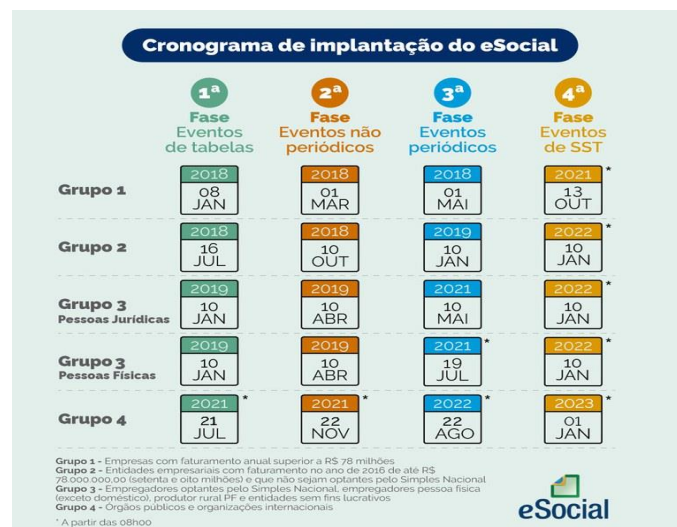 Cronograma de implantação do eSocial
1ª 2ª 3ª 4ª
Fase Fase Fase Fase
Eventos Eventos não Eventos Eventos
de tabelas periódicos periódicos de SST
2018 2018 2018 2021 *
Grupo 1 08 01 01 13
JAN MAR MAI OUT
2018 2018 2019 2022 *
Grupo 2 16 10 10 10
JUL OUT JAN JAN
2019 2019 2021 2022 *
Grupo 3 10 10 10 10
Pessoas Jurídicas JAN ABR MAI JAN
2019 2019 2021 * 2022 *
Grupo 3 10 10 19 10
Pessoas Físicas JAN ABR JUL JAN
2021 * 2021 * 2022 * 2023 *
Grupo 4 21 22 22 01
JUL NOV AGO JAN
Grupo 1 - Empresas com faturamento anual superior a R$ 78 milhões
Grupo 2 - Entidades empresariais com faturamento no ano de 2016 de até R$
78.000.000,00 (setenta e oito milhões) e que não sejam optantes pelo Simples Nacional
Grupo 3 - Empregadores optantes pelo Simples Nacional, empregadores pessoa física
(exceto doméstico), produtor rural PF e entidades sem fins lucrativos
Grupo 4 - Órgãos públicos e organizações internacionais
* A partir das 08h00
eSocial